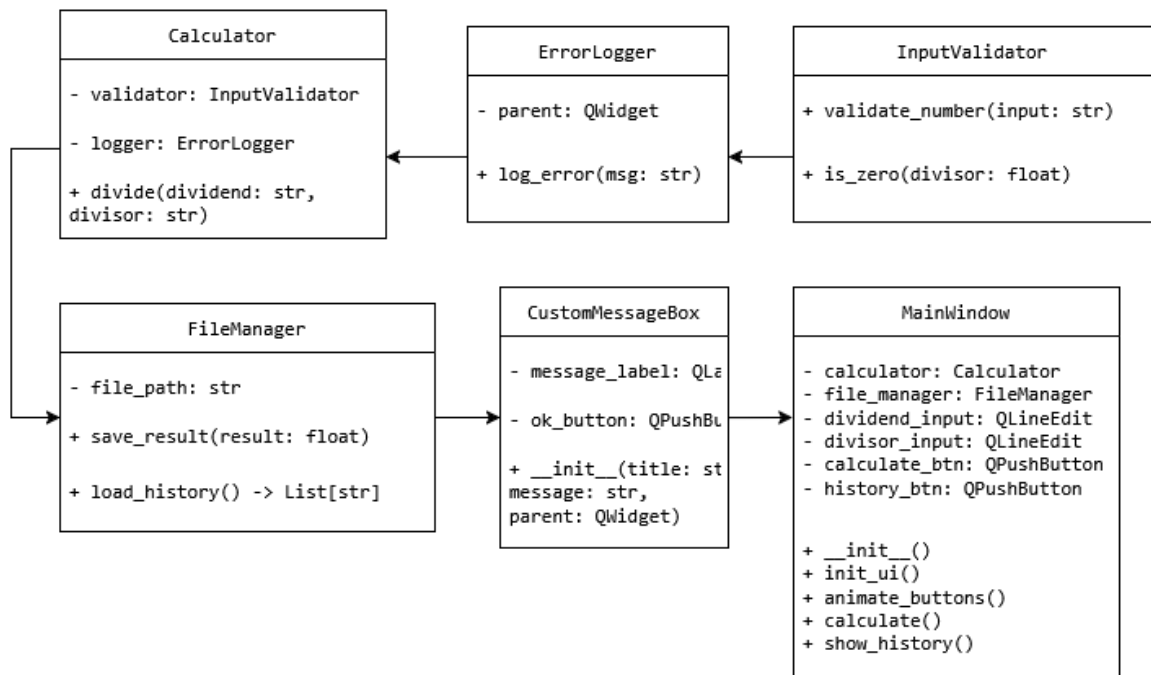 Calculator
- validator: InputValidator
- logger: ErrorLogger
+ divide(dividend: str,
divisor: str)
ErrorLogger
- parent: QWidget
+ log_error(msg: str)
InputValidator
+ validate_number(input: str)
+ is_zero(divisor: float)
FileManager
- file_path: str
+ save_result(result: float)
+ load_history() -> List[str]
CustomMessageBox
- message_label:
- ok_button:
+ __init__(title:
message: str,
parent: QWidget)
MainWindow
- calculator: Calculator
- file_manager: FileManager
- dividend_input: QLineEdit
- divisor_input: QLineEdit
- calculate_btn: QPushButton
- history_btn: QPushButton
+ __init__()
+ init_ui()
+ animate_buttons()
+ calculate()
+ show_history()